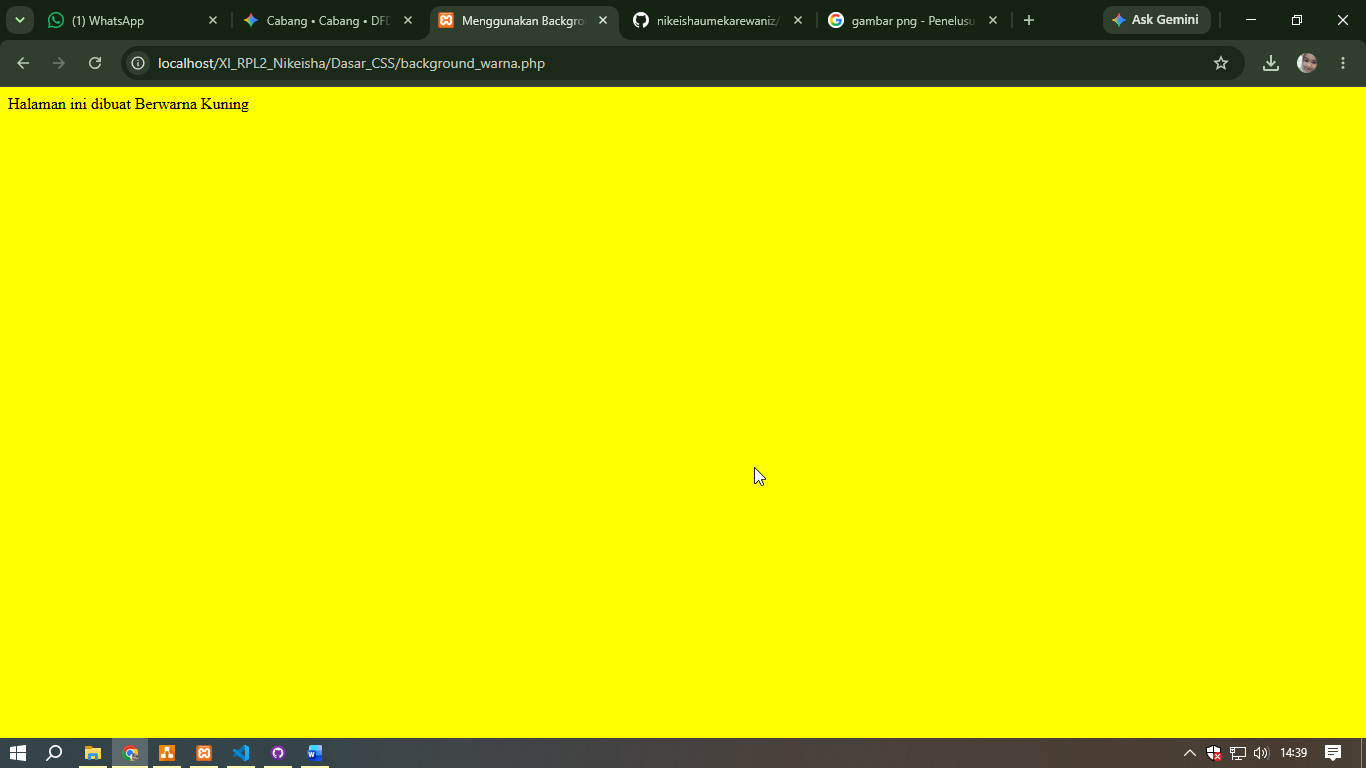 (1) WhatsApp
Cabang • Cabang • DFD
Menggunakan Backgro
nikeishaumekarewaniz/
gambar png - Penelusu
Ask Gemini
localhost/XI_RPL2_Nikeisha/Dasar_CSS/background_warna.php
Halaman ini dibuat Berwarna Kuning
14:39